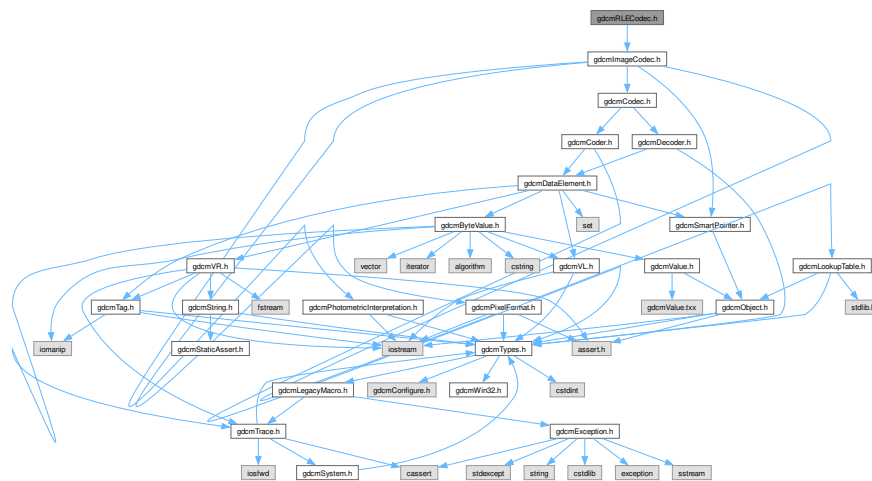 gdcmRLECodec.h
gdcmImageCodec.h
gdcmCodec.h
gdcmCoder.h
gdcmDecoder.h
gdcmDataElement.h
gdcmByteValue.h
set
gdcmSmartPointer.h
gdcmVR.h
vector
iterator
algorithm
cstring
gdcmVL.h
gdcmValue.h
gdcmLookupTable.h
gdcmTag.h
gdcmString.h
fstream
gdcmPhotometricInterpretation.h
gdcmPixelFormat.h
gdcmValue.txx
gdcmObject.h
stdlib.h
iomanip
gdcmStaticAssert.h
iostream
gdcmTypes.h
assert.h
gdcmLegacyMacro.h
gdcmConfigure.h
gdcmWin32.h
cstdint
gdcmTrace.h
gdcmException.h
iosfwd
gdcmSystem.h
cassert
stdexcept
string
cstdlib
exception
sstream